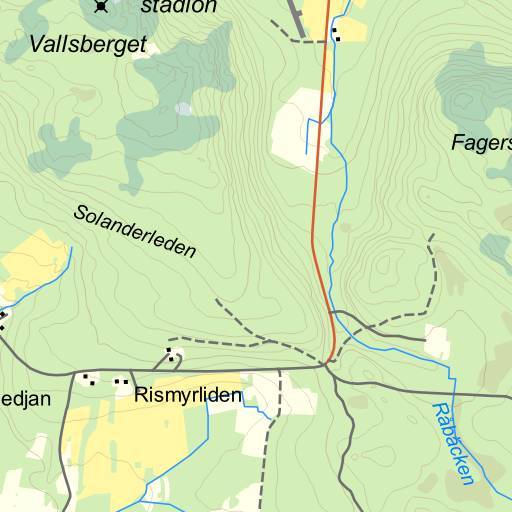 stadion
Vallsberget
Fagers
Solanderleden
edjan
Rismyrliden
Råbäcken